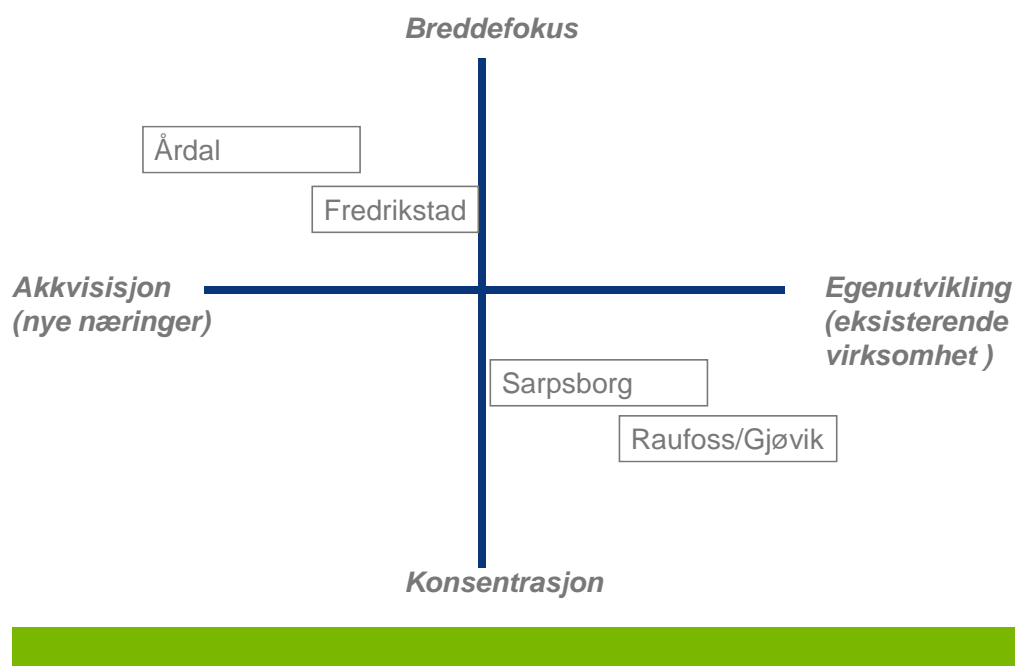 Breddefokus
Årdal
Fredrikstad
Akkvisisjon
(nye næringer)
Egenutvikling
(eksisterende
virksomhet )
Sarpsborg
Raufoss/Gjøvik
Konsentrasjon